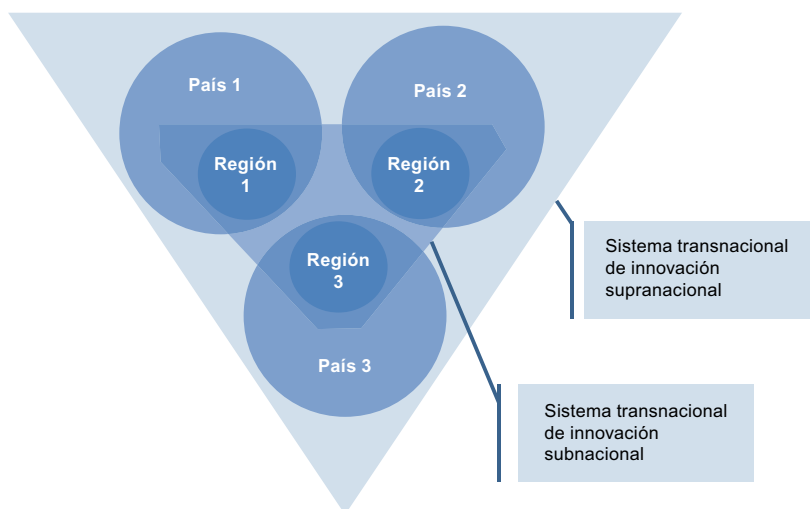 País 1
País 2
Región
1
Región
2
Región
3
País 3
Sistema transnacional
de innovación
supranacional
Sistema transnacional
de innovación
subnacional